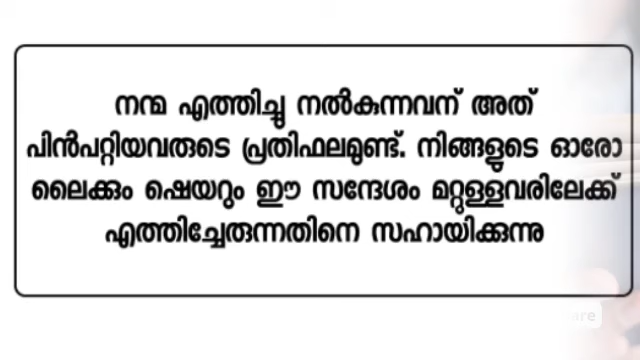 നന്മ എത്തിച്ചു നൽകുന്നവന് അത്
പിൻപറ്റിയവരുടെ പ്രതിഫലമുണ്ട്. നിങ്ങളുടെ ഓരോ
ലൈക്കും ഷെയറും ഈ സന്ദേശം മറ്റുള്ളവരിലേക്ക്
എത്തിച്ചേരുന്നതിനെ സഹായിക്കുന്നു